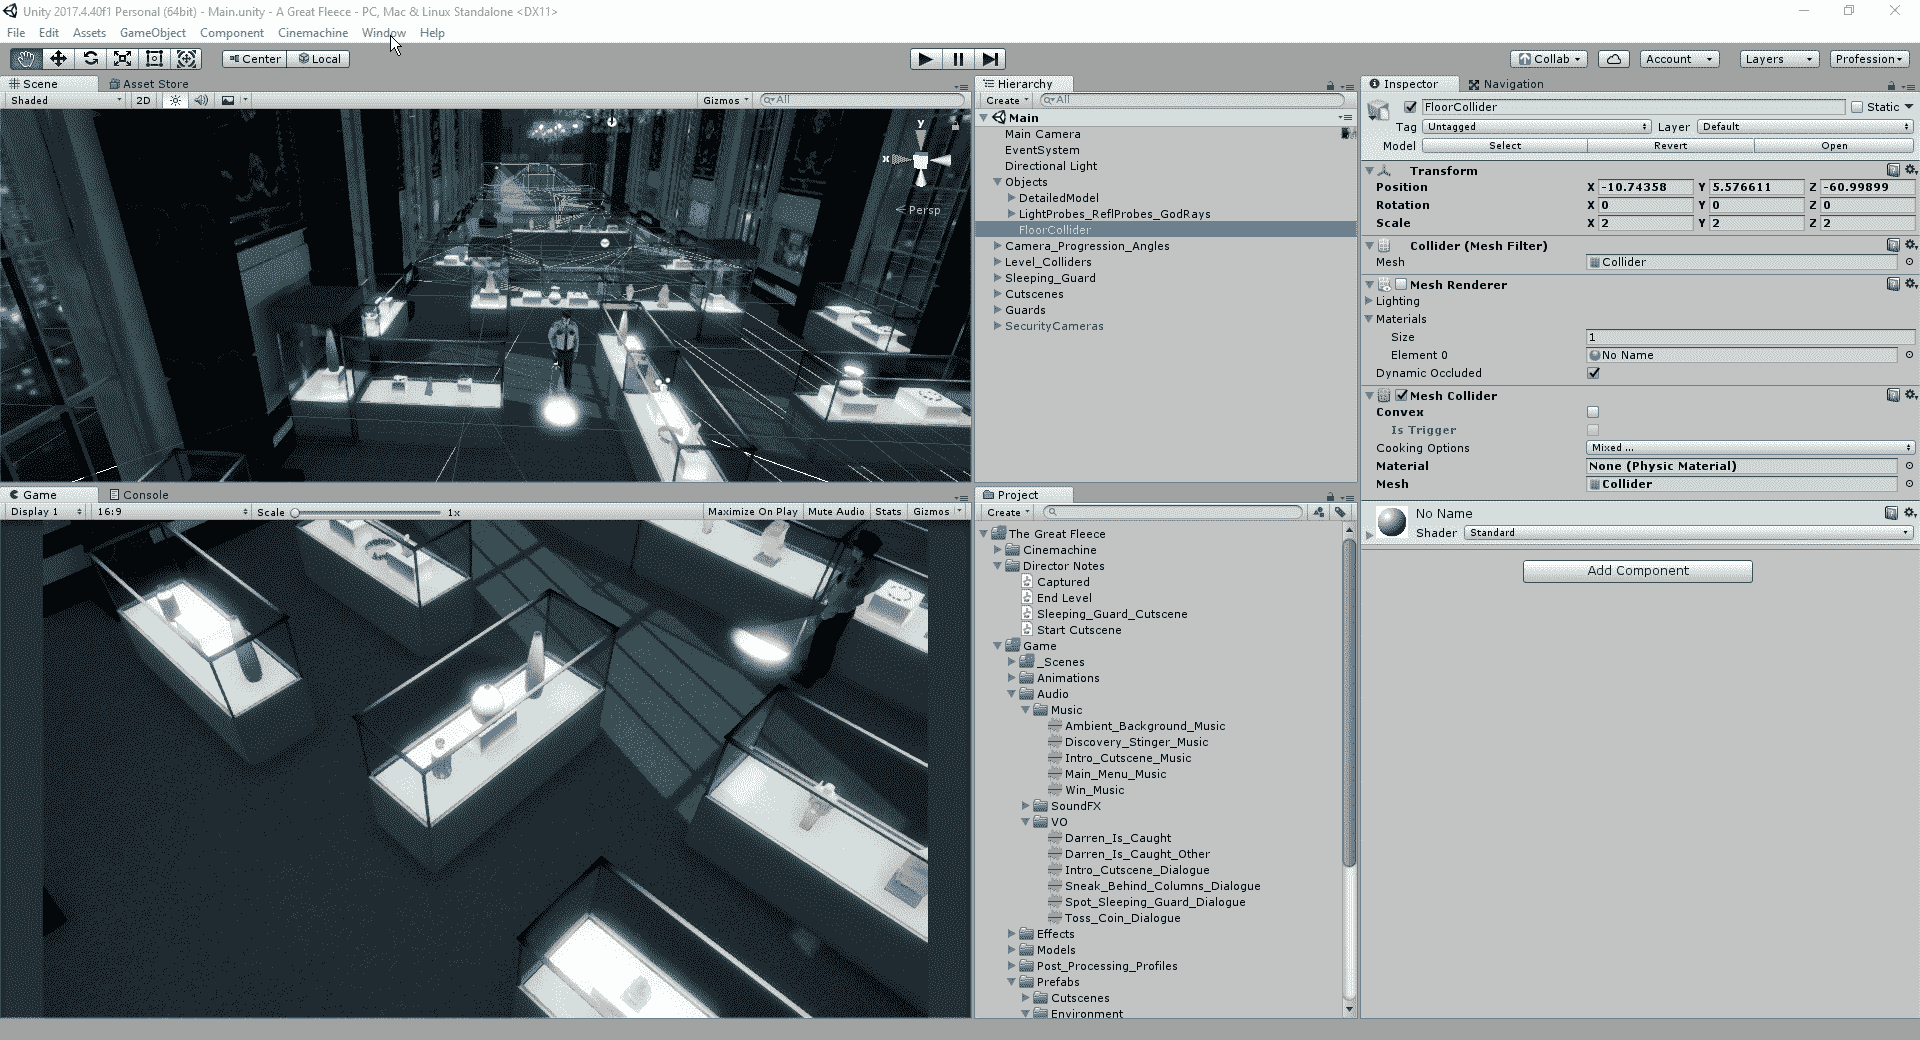 Unity 2017.4.40f1 Personal (64bit) - Main.unity - A Great Fleece - PC, Mac & Linux Standalone <DX11>
File Edit Assets GameObject Component Cinemachine Window Help
Center Local Collab Account Layers Profession
Scene Asset Store
Shaded 2D Gizmos All
y
x
Persp
Game Console
Display 1 16:9 Scale 1x Maximize On Play Mute Audio Stats Gizmos
Hierarchy
Create All
Main
Main Camera
EventSystem
Directional Light
Objects
DetailedModel
LightProbes_ReflProbes_GodRays
FloorCollider
Camera_Progression_Angles
Level_Colliders
Sleeping_Guard
Cutscenes
Guards
SecurityCameras
Project
Create
The Great Fleece
Cinemachine
Director Notes
Captured
End Level
Sleeping_Guard_Cutscene
Start Cutscene
Game
_Scenes
Animations
Audio
Music
Ambient_Background_Music
Discovery_Stinger_Music
Intro_Cutscene_Music
Main_Menu_Music
Win_Music
SoundFX
VO
Darren_Is_Caught
Darren_Is_Caught_Other
Intro_Cutscene_Dialogue
Sneak_Behind_Columns_Dialogue
Spot_Sleeping_Guard_Dialogue
Toss_Coin_Dialogue
Effects
Models
Post_Processing_Profiles
Prefabs
Cutscenes
Environment
Inspector Navigation
FloorCollider Static
Tag Untagged Layer Default
Model Select Revert Open
Transform
Position X -10.74358 Y 5.576611 Z -60.99899
Rotation X 0 Y 0 Z 0
Scale X 2 Y 2 Z 2
Collider (Mesh Filter)
Mesh Collider
Mesh Renderer
Lighting
Materials
Size 1
Element 0 No Name
Dynamic Occluded
Mesh Collider
Convex
Is Trigger
Cooking Options Mixed ...
Material None (Physic Material)
Mesh Collider
No Name
Shader Standard
Add Component